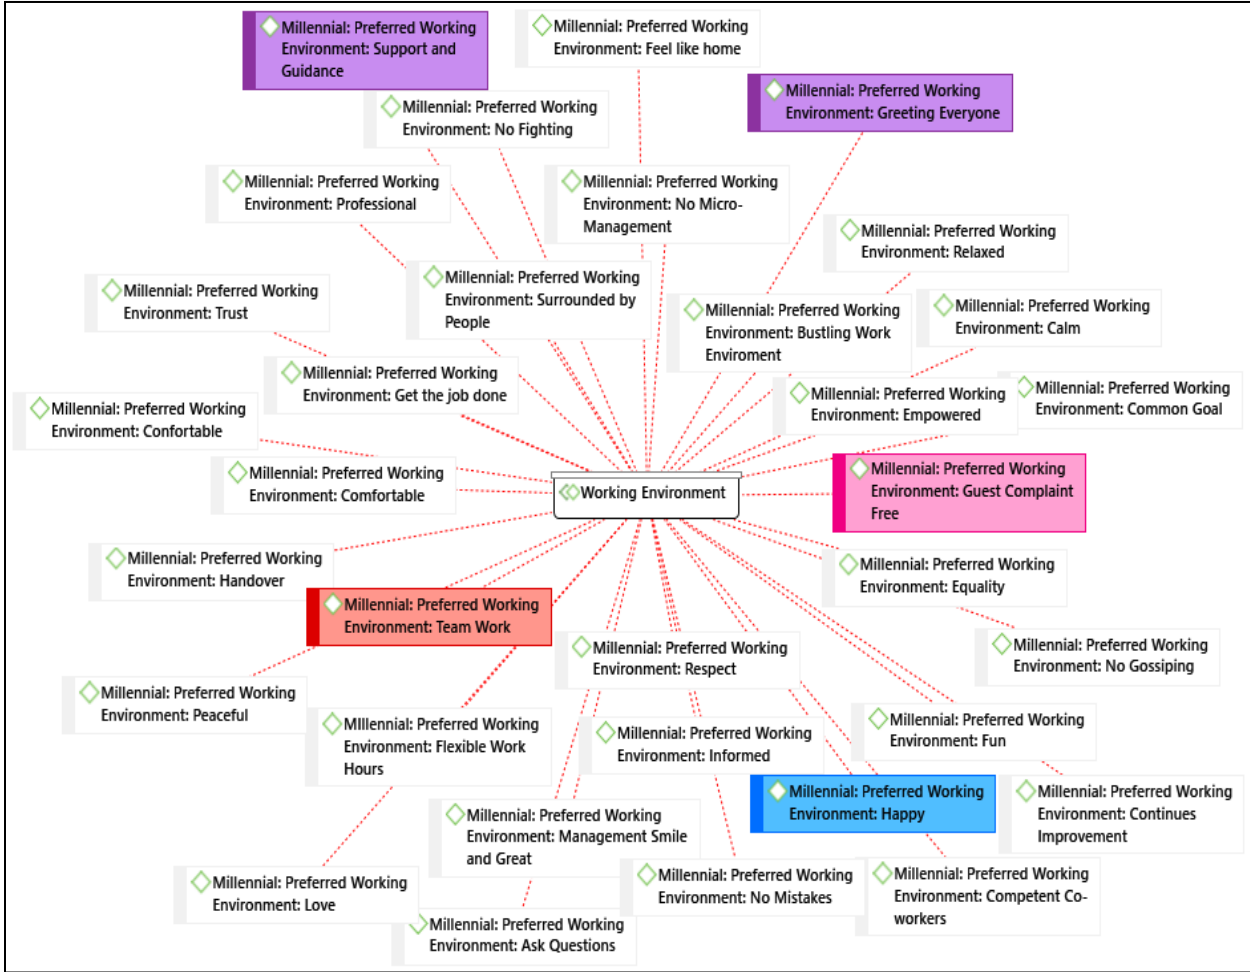 Millennial: Preferred Working
Environment: Support and
Guidance
Millennial: Preferred Working
Environment: Feel like home
Millennial: Preferred Working
Environment: Greeting Everyone
Millennial: Preferred Working
Environment: No Fighting
Millennial: Preferred Working
Environment: Professional
Millennial: Preferred Working
Environment: No Micro-
Management
Millennial: Preferred Working
Environment: Relaxed
Millennial: Preferred Working
Environment: Surrounded by
People
Millennial: Preferred Working
Environment: Trust
Millennial: Preferred Working
Environment: Bustling Work
Enviroment
Millennial: Preferred Working
Environment: Calm
Millennial: Preferred Working
Environment: Get the job done
Millennial: Preferred Working
Environment: Empowered
Millennial: Preferred Working
Environment: Common Goal
Millennial: Preferred Working
Environment: Confortable
Millennial: Preferred Working
Environment: Comfortable
Working Environment
Millennial: Preferred Working
Environment: Guest Complaint
Free
Millennial: Preferred Working
Environment: Handover
Millennial: Preferred Working
Environment: Equality
Millennial: Preferred Working
Environment: Team Work
Millennial: Preferred Working
Environment: Respect
Millennial: Preferred Working
Environment: No Gossiping
Millennial: Preferred Working
Environment: Peaceful
Millennial: Preferred Working
Environment: Flexible Work
Hours
Millennial: Preferred Working
Environment: Informed
Millennial: Preferred Working
Environment: Fun
Millennial: Preferred Working
Environment: Happy
Millennial: Preferred Working
Environment: Continues
Improvement
Millennial: Preferred Working
Environment: Management Smile
and Great
Millennial: Preferred Working
Environment: Love
Millennial: Preferred Working
Environment: No Mistakes
Millennial: Preferred Working
Environment: Competent Co-
workers
Millennial: Preferred Working
Environment: Ask Questions